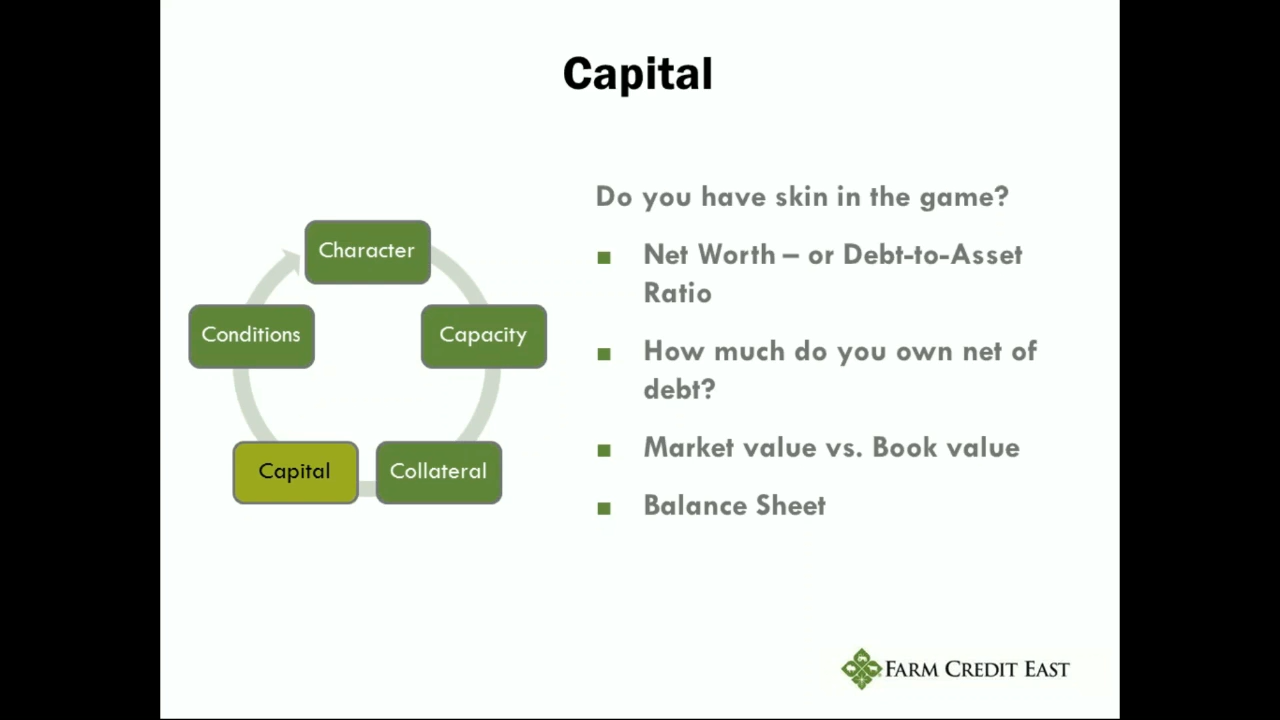 Capital
Character
Conditions
Capacity
Capital
Collateral
Do you have skin in the game?
■ Net Worth – or Debt-to-Asset
Ratio
■ How much do you own net of
debt?
■ Market value vs. Book value
■ Balance Sheet
FARM CREDIT EAST